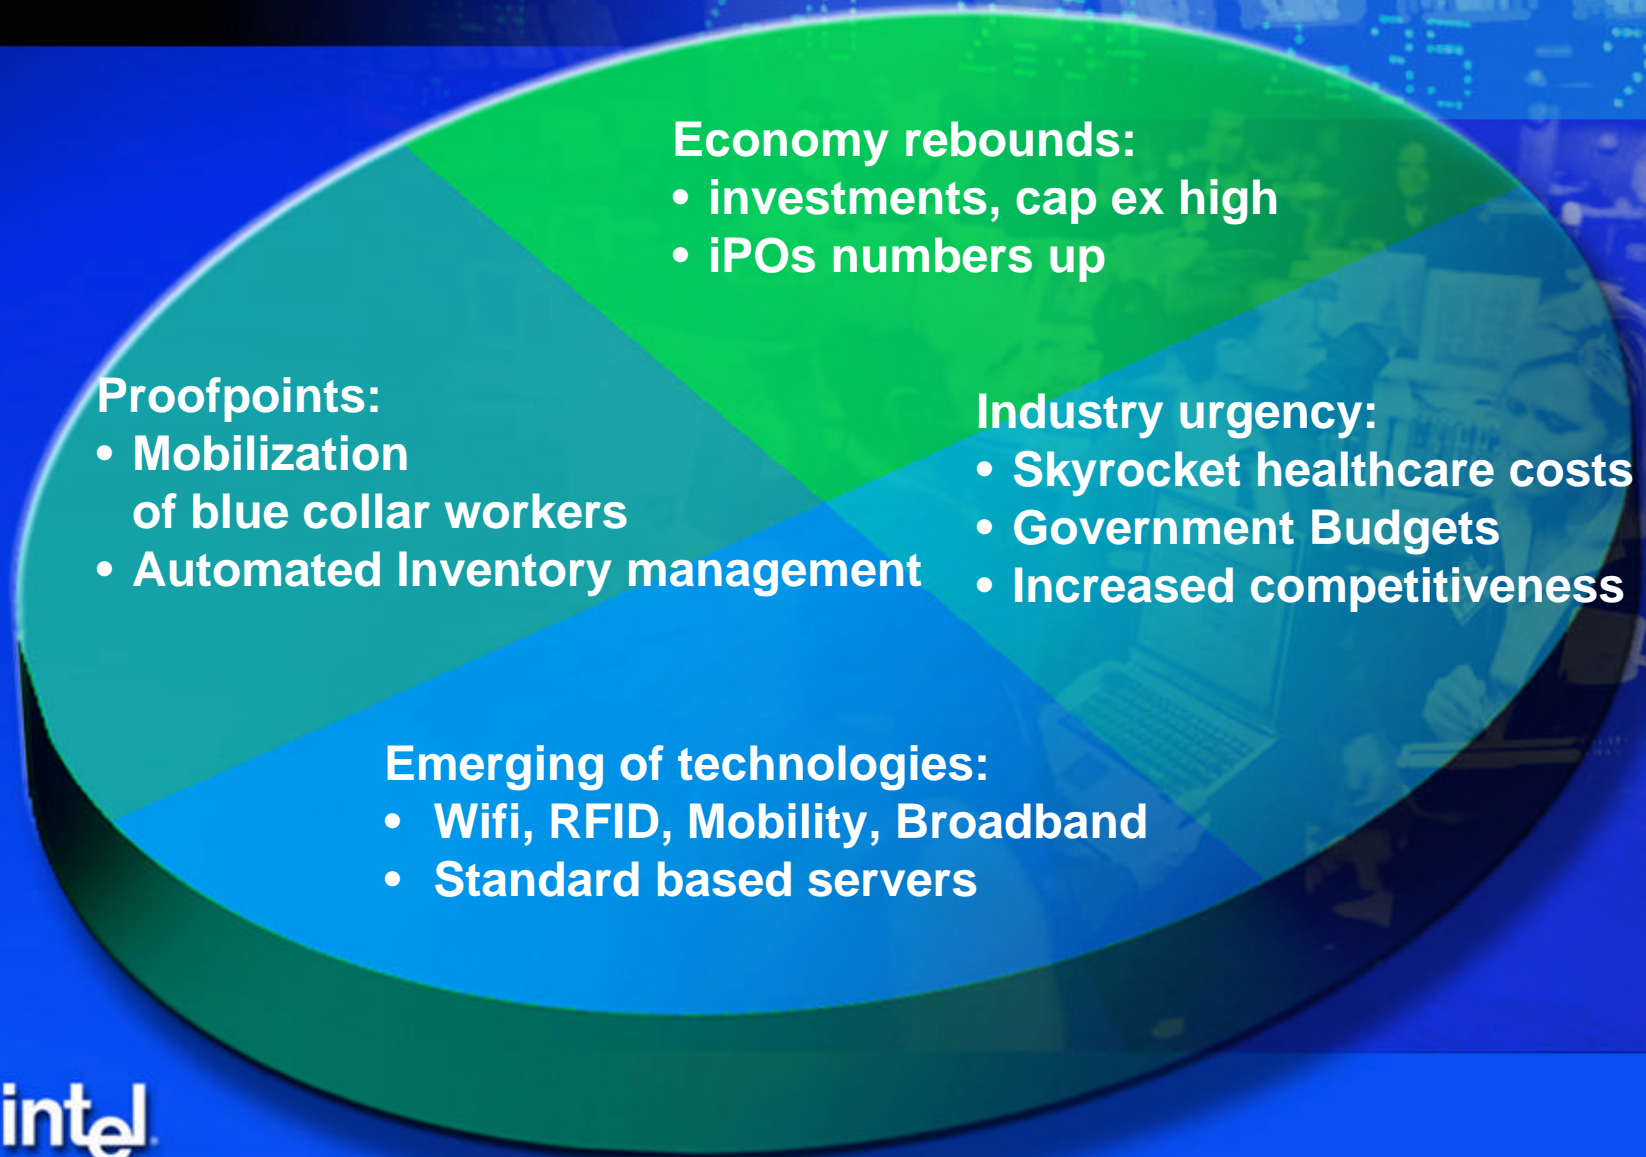 Economy rebounds:
• investments, cap ex high
• iPOs numbers up
Proofpoints:
• Mobilization
of blue collar workers
• Automated Inventory management
Industry urgency:
• Skyrocket healthcare costs
• Government Budgets
• Increased competitiveness
Emerging of technologies:
• Wifi, RFID, Mobility, Broadband
• Standard based servers
intel.